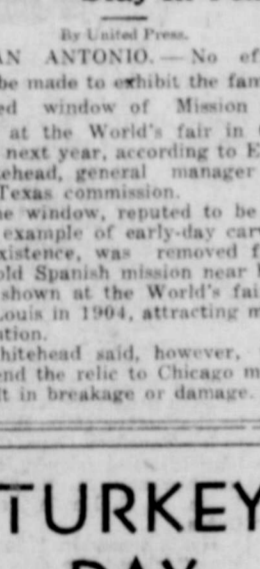 By United Press.
AN ANTONIO. — No ef
be made to exhibit the fam
ed window of Mission
at the World's fair in
next year, according to E
ehead, general manager
Texas commission.
e window, reputed to be
example of early-day car
xistence, was removed f
old Spanish mission near
shown at the World's fai
Louis in 1904, attracting m
tion.
hitehead said, however,
end the relic to Chicago m
lt in breakage or damage.
TURKEY
DAY